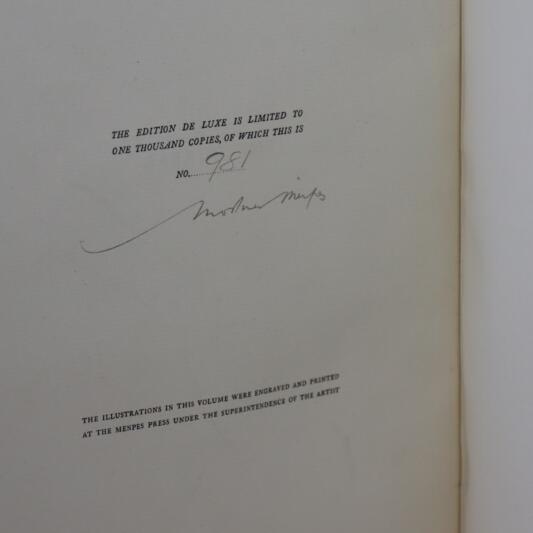 THE EDITION DE LUXE IS LIMITED TO
ONE THOUSAND COPIES, OF WHICH THIS IS
NO......981
Mortimer Menpes
THE ILLUSTRATIONS IN THIS VOLUME WERE ENGRAVED AND PRINTED
AT THE MENPES PRESS UNDER THE SUPERINTENDENCE OF THE ARTIST